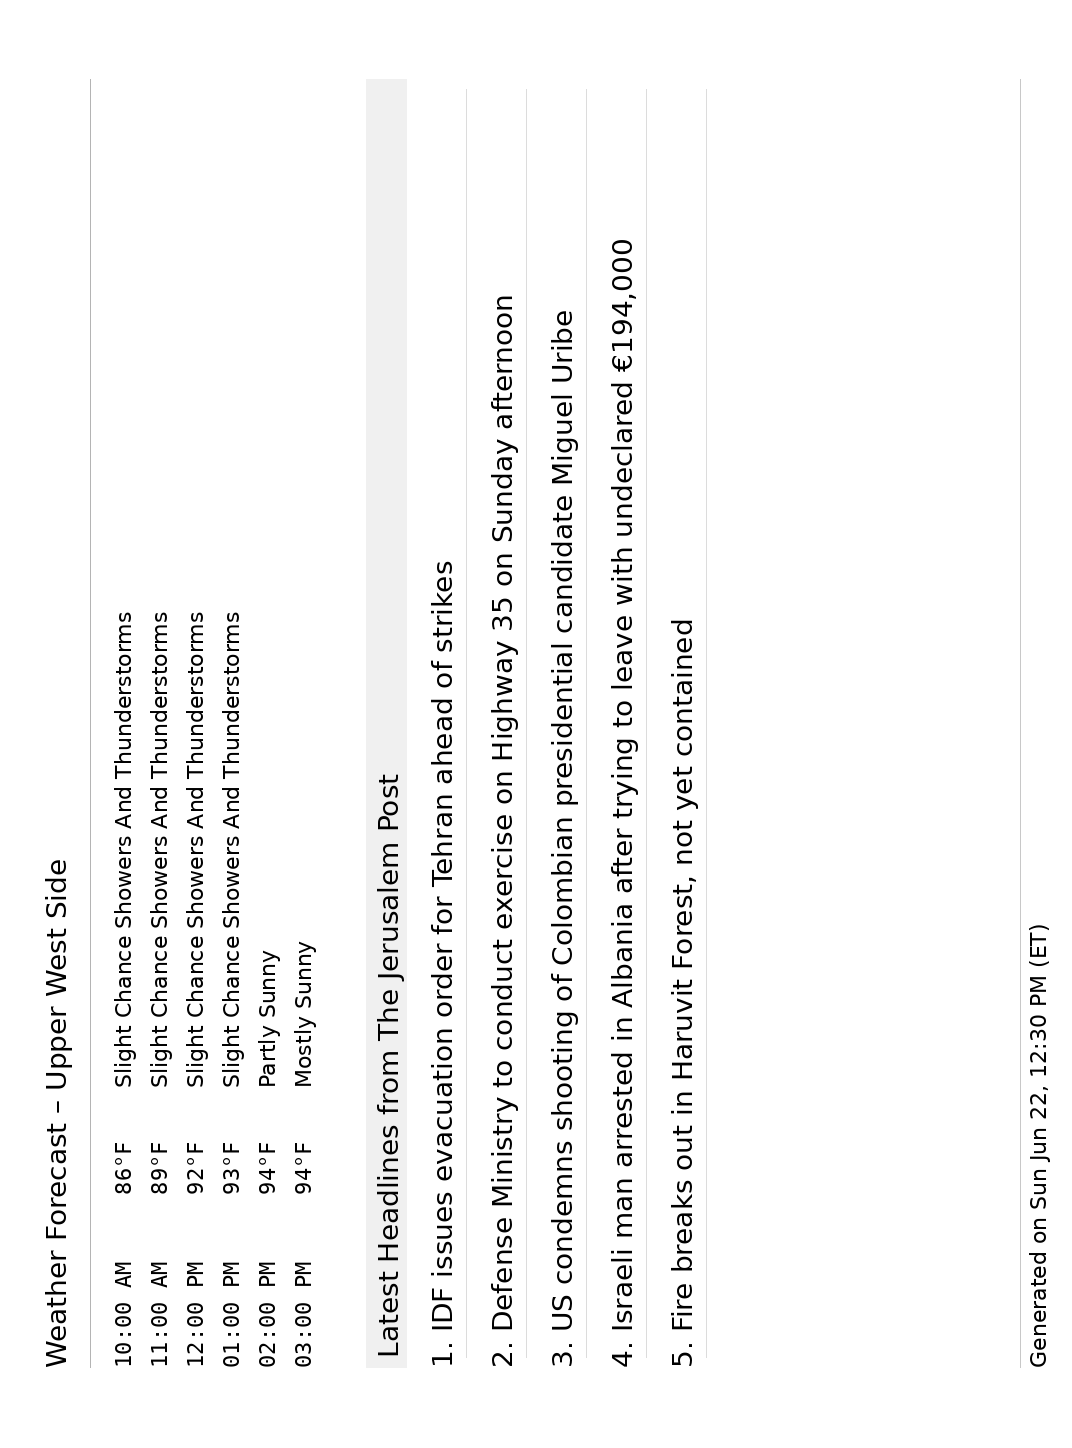 Weather Forecast – Upper West Side
10:00 AM 86°F Slight Chance Showers And Thunderstorms
11:00 AM 89°F Slight Chance Showers And Thunderstorms
12:00 PM 92°F Slight Chance Showers And Thunderstorms
01:00 PM 93°F Slight Chance Showers And Thunderstorms
02:00 PM 94°F Partly Sunny
03:00 PM 94°F Mostly Sunny
Latest Headlines from The Jerusalem Post
1. IDF issues evacuation order for Tehran ahead of strikes
2. Defense Ministry to conduct exercise on Highway 35 on Sunday afternoon
3. US condemns shooting of Colombian presidential candidate Miguel Uribe
4. Israeli man arrested in Albania after trying to leave with undeclared €194,000
5. Fire breaks out in Haruvit Forest, not yet contained
Generated on Sun Jun 22, 12:30 PM (ET)